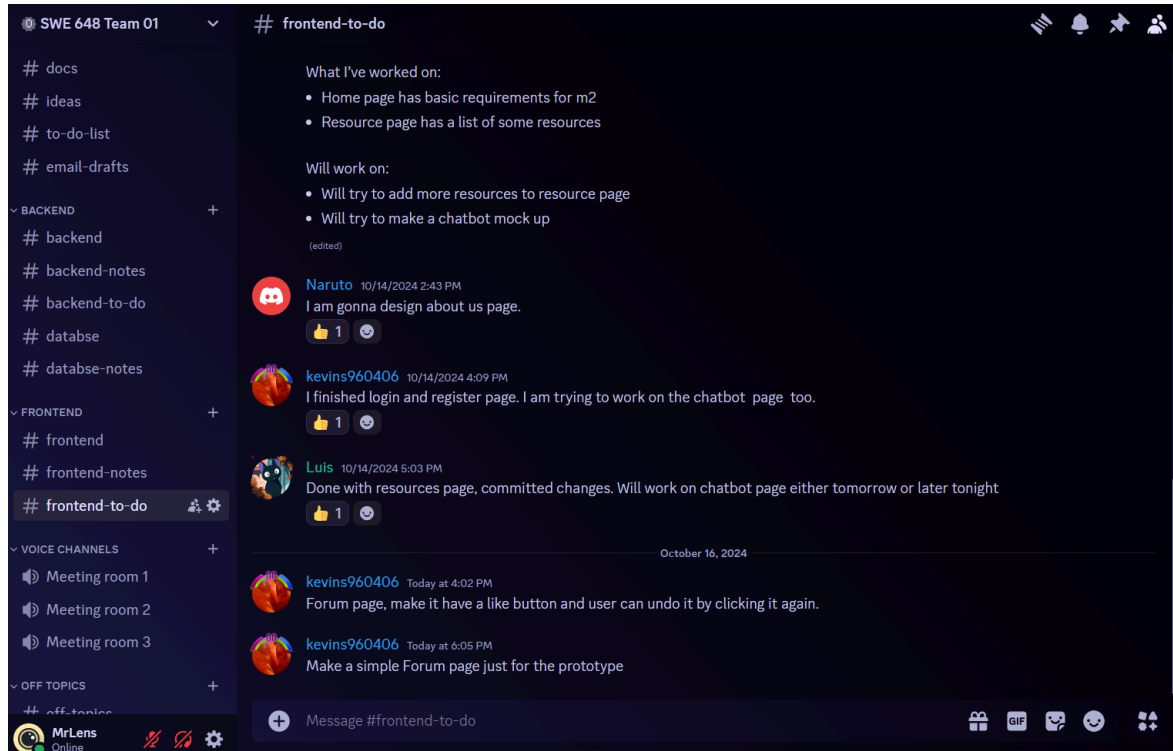 SWE 648 Team 01
# docs
# ideas
# to-do-list
# email-drafts
BACKEND
# backend
# backend-notes
# backend-to-do
# databse
# databse-notes
FRONTEND
# frontend
# frontend-notes
# frontend-to-do
VOICE CHANNELS
Meeting room 1
Meeting room 2
Meeting room 3
OFF TOPICS
# off-topics
MrLens
Online
# frontend-to-do
What I've worked on:
• Home page has basic requirements for m2
• Resource page has a list of some resources
Will work on:
• Will try to add more resources to resource page
• Will try to make a chatbot mock up
(edited)
Naruto 10/14/2024 2:43 PM
I am gonna design about us page.
👍 1
kevins960406 10/14/2024 4:09 PM
I finished login and register page. I am trying to work on the chatbot page too.
👍 1
Luis 10/14/2024 5:03 PM
Done with resources page, committed changes. Will work on chatbot page either tomorrow or later tonight
👍 1
October 16, 2024
kevins960406 Today at 4:02 PM
Forum page, make it have a like button and user can undo it by clicking it again.
kevins960406 Today at 6:05 PM
Make a simple Forum page just for the prototype
Message #frontend-to-do
GIF